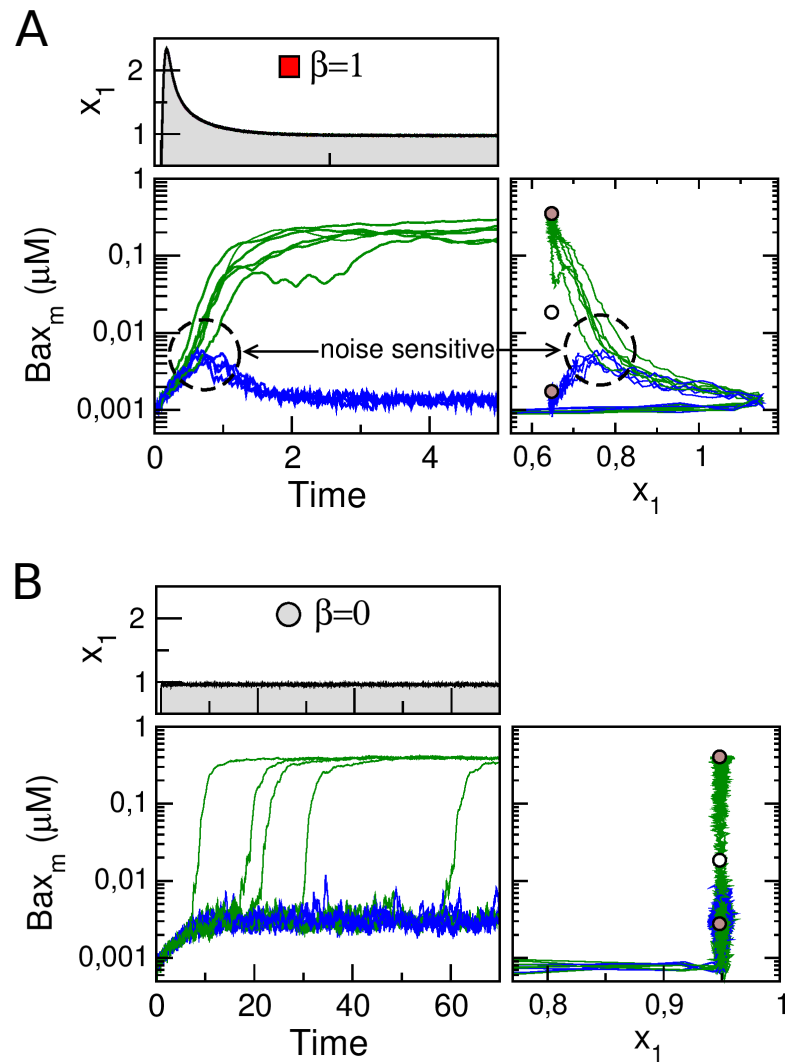 A
x₁
2
1
β=1
Bax_m (μM)
1
0,1
0,01
0,001
noise sensitive
0 2 4
Time
0,6 0,8 1
x₁
B
x₁
2
1
β=0
Bax_m (μM)
1
0,1
0,01
0,001
0 20 40 60
Time
0,8 0,9 1
x₁